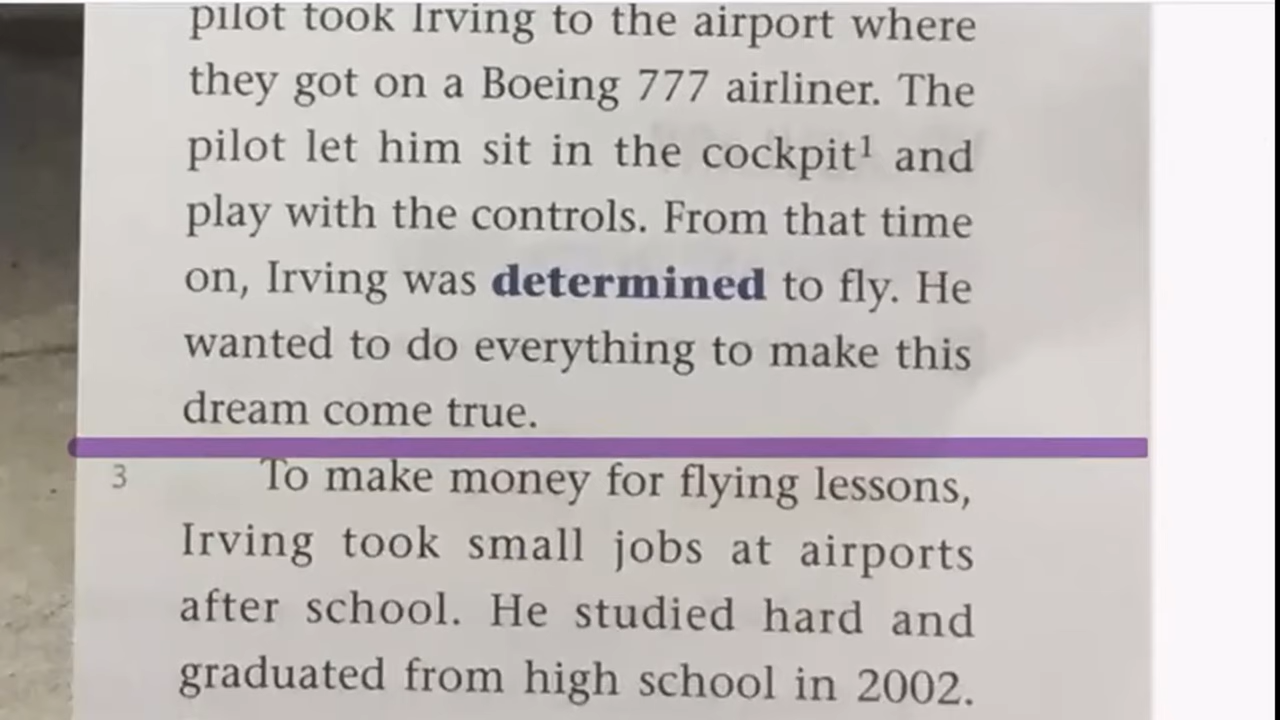 pilot took Irving to the airport where
they got on a Boeing 777 airliner. The
pilot let him sit in the cockpit¹ and
play with the controls. From that time
on, Irving was determined to fly. He
wanted to do everything to make this
dream come true.
3 To make money for flying lessons,
Irving took small jobs at airports
after school. He studied hard and
graduated from high school in 2002.